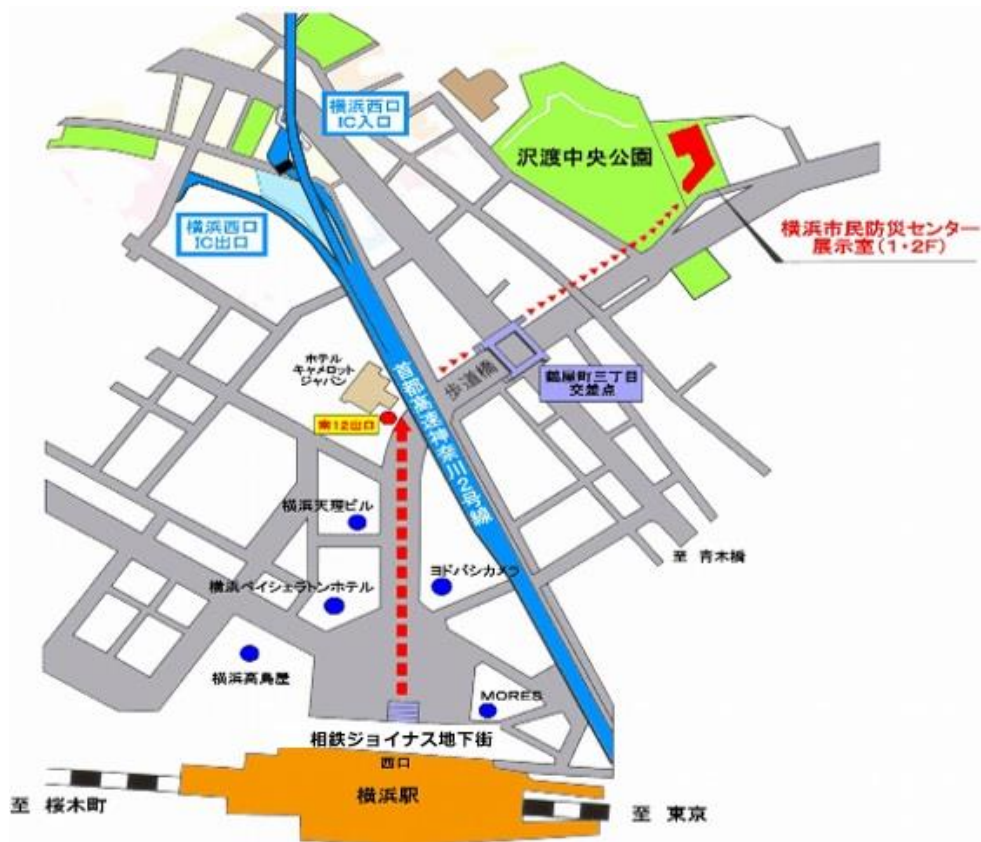 横浜西口
IC入口
沢渡中央公園
横浜西口
IC出口
横浜市民防災センター
展示室(1・2F)
ホテル
キャメロット
ジャパン
歩道橋
鶴屋町三丁目
交差点
南12出口
首都高速神奈川2号線
横浜天理ビル
至 青木橋
ヨドバシカメラ
横浜ベイシェラトンホテル
横浜高島屋
MORES
相鉄ジョイナス地下街
西口
横浜駅
至 桜木町
至 東京